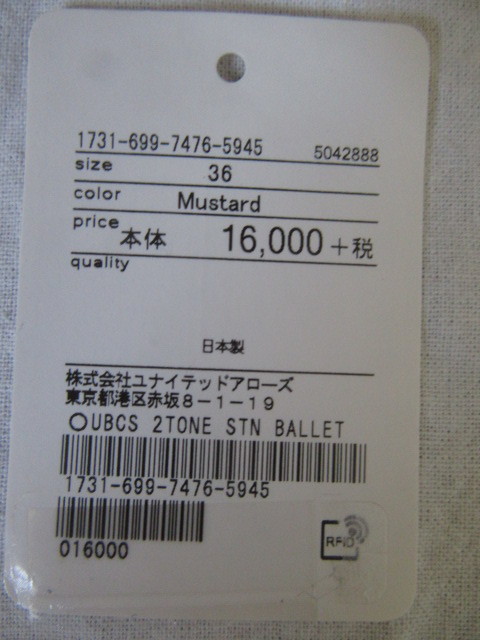 1731-699-7476-5945 5042888
size 36
color Mustard
price 本体 16,000+税
quality
日本製
株式会社ユナイテッドアローズ
東京都港区赤坂8-1-19
○UBCS 2TONE STN BALLET
1731-699-7476-5945
016000
RFID